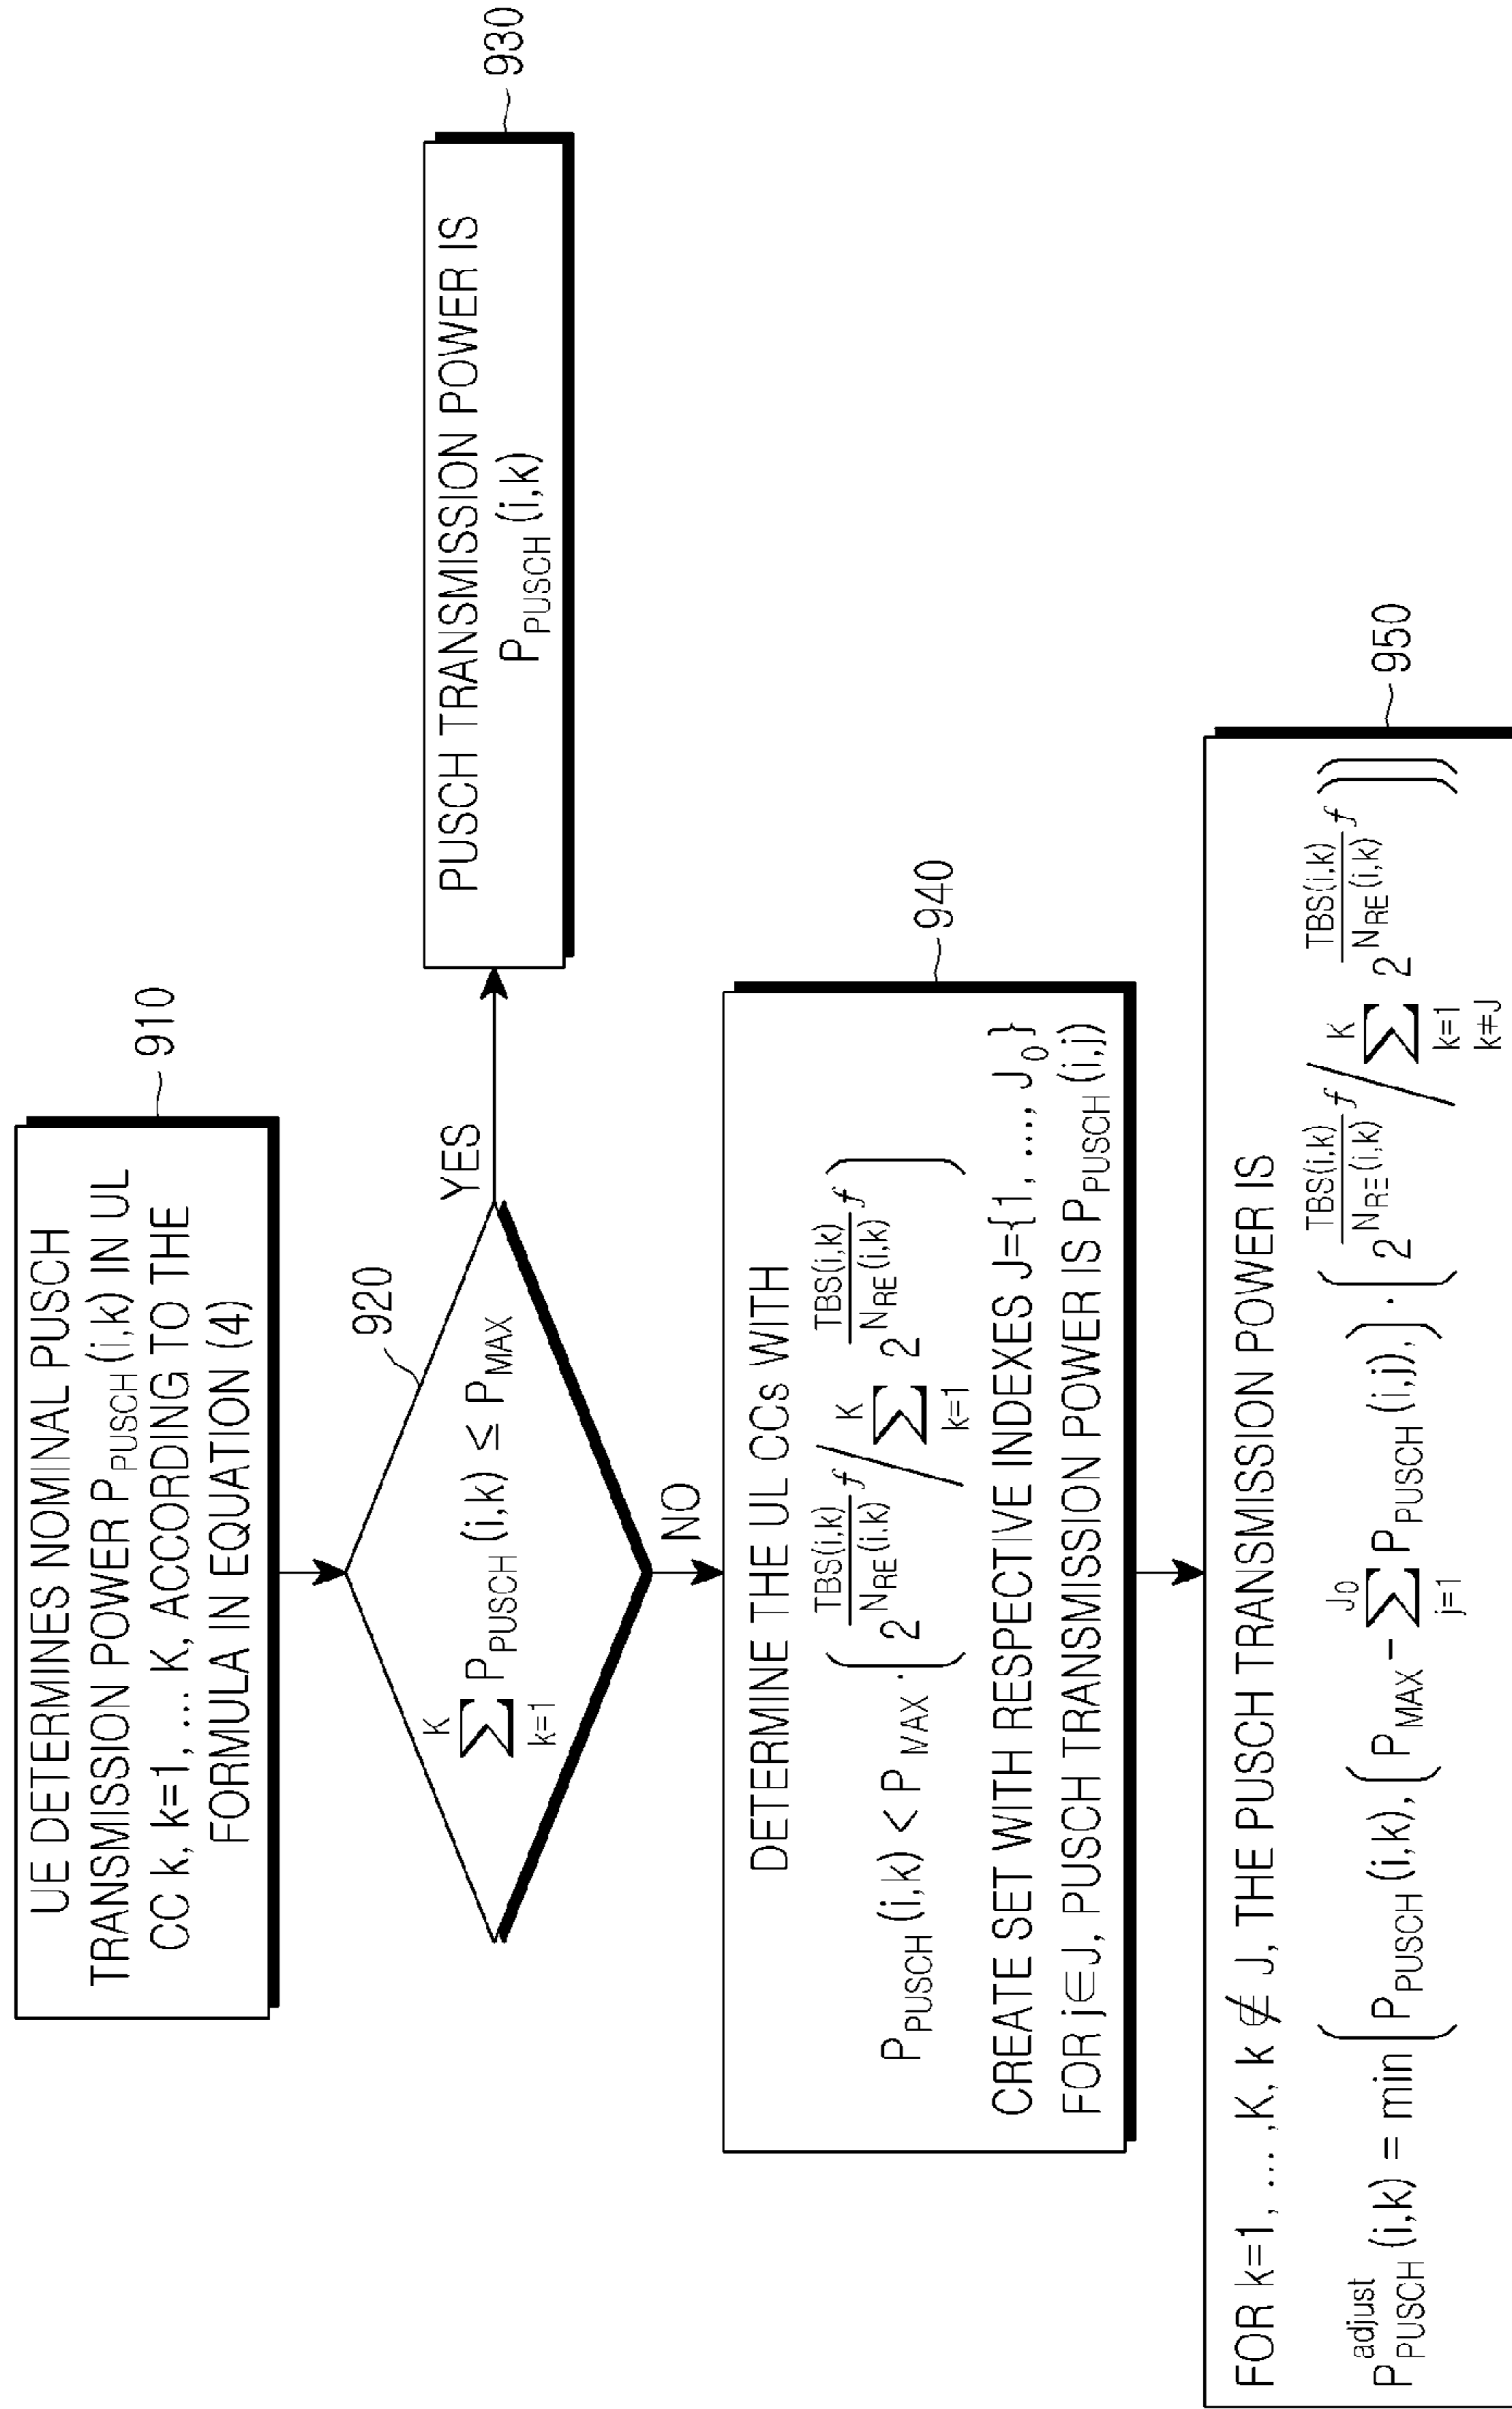 UE DETERMINES NOMINAL PUSCH
TRANSMISSION POWER P_PUSCH (i,k) IN UL
CC k, k=1, ... K, ACCORDING TO THE
FORMULA IN EQUATION (4)
910
920
∑_{k=1}^{K} P_PUSCH (i,k) ≤ P_MAX
YES
PUSCH TRANSMISSION POWER IS
P_PUSCH (i,k)
930
NO
DETERMINE THE UL CCs WITH
P_PUSCH (i,k) < P_MAX · ( 2^{TBS(i,k)/N_RE (i,k) f} / ∑_{k=1}^{K} 2^{TBS(i,k)/N_RE (i,k) f} )
CREATE SET WITH RESPECTIVE INDEXES J={1, ..., J_0}
FOR j∈J, PUSCH TRANSMISSION POWER IS P_PUSCH (i,j)
940
FOR k=1, ... ,K, k ∉ J, THE PUSCH TRANSMISSION POWER IS
P_PUSCH^adjust (i,k) = min ( P_PUSCH (i,k), ( P_MAX - ∑_{j=1}^{J_0} P_PUSCH (i,j), ) · ( 2^{TBS(i,k)/N_RE (i,k) f} / ∑_{k=1, k≠J}^{K} 2^{TBS(i,k)/N_RE (i,k) f} ) )
950